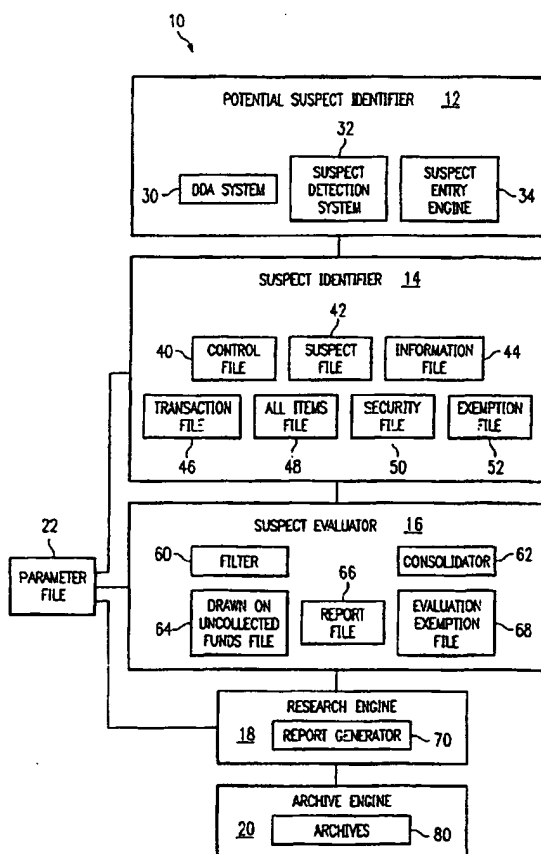 10
POTENTIAL SUSPECT IDENTIFIER 12
32
30 DDA SYSTEM
SUSPECT
DETECTION
SYSTEM
SUSPECT
ENTRY
ENGINE
34
SUSPECT IDENTIFIER 14
42
40 CONTROL
FILE
SUSPECT
FILE
INFORMATION
FILE
44
TRANSACTION
FILE
ALL ITEMS
FILE
SECURITY
FILE
EXEMPTION
FILE
46 48 50 52
SUSPECT EVALUATOR 16
22
PARAMETER
FILE
60 FILTER
CONSOLIDATOR 62
66
64 DRAWN ON
UNCOLLECTED
FUNDS FILE
REPORT
FILE
EVALUATION
EXEMPTION
FILE
68
RESEARCH ENGINE
18 REPORT GENERATOR 70
ARCHIVE ENGINE
20 ARCHIVES 80